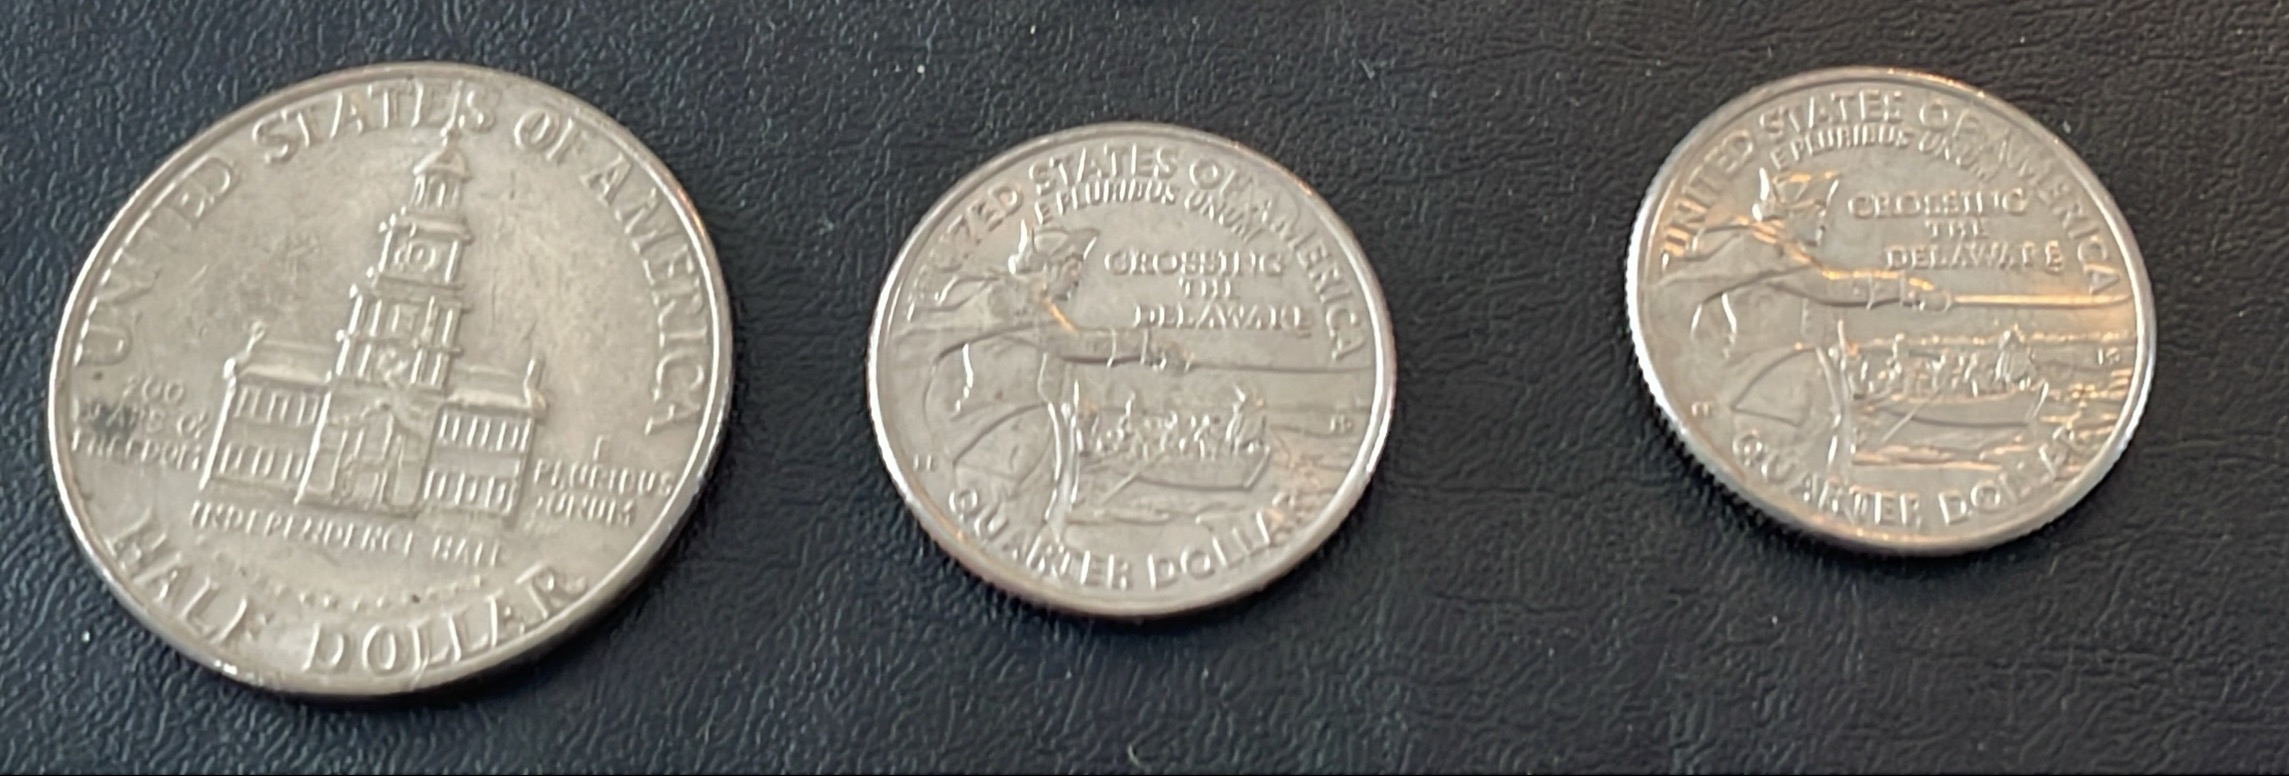 UNITED STATES OF AMERICA
200
YEARS OF
FREEDOM
E
PLURIBUS
UNUM
INDEPENDENCE HALL
HALF DOLLAR
UNITED STATES OF AMERICA
E PLURIBUS UNUM
CROSSING
THE
DELAWARE
QUARTER DOLLAR
UNITED STATES OF AMERICA
E PLURIBUS UNUM
CROSSING
THE
DELAWARE
QUARTER DOLLAR